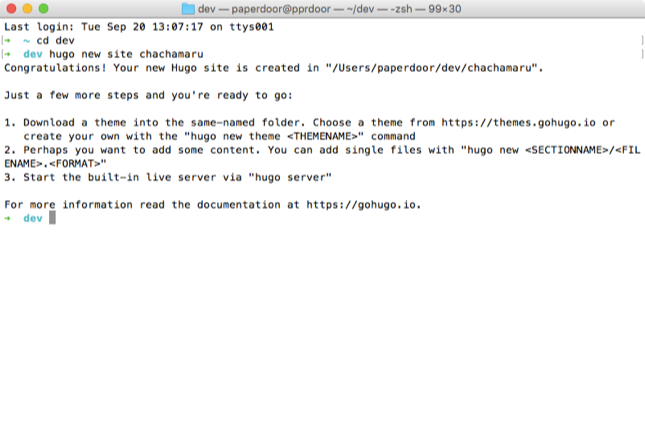 dev — paperdoor@pprdoor — ~/dev — -zsh — 99×30
Last login: Tue Sep 20 13:07:17 on ttys001
➜  ~ cd dev
➜  dev hugo new site chachamaru
Congratulations! Your new Hugo site is created in "/Users/paperdoor/dev/chachamaru".
Just a few more steps and you're ready to go:
1. Download a theme into the same-named folder. Choose a theme from https://themes.gohugo.io or
create your own with the "hugo new theme <THEMENAME>" command
2. Perhaps you want to add some content. You can add single files with "hugo new <SECTIONNAME>/<FIL
ENAME>.<FORMAT>"
3. Start the built-in live server via "hugo server"
For more information read the documentation at https://gohugo.io.
➜  dev